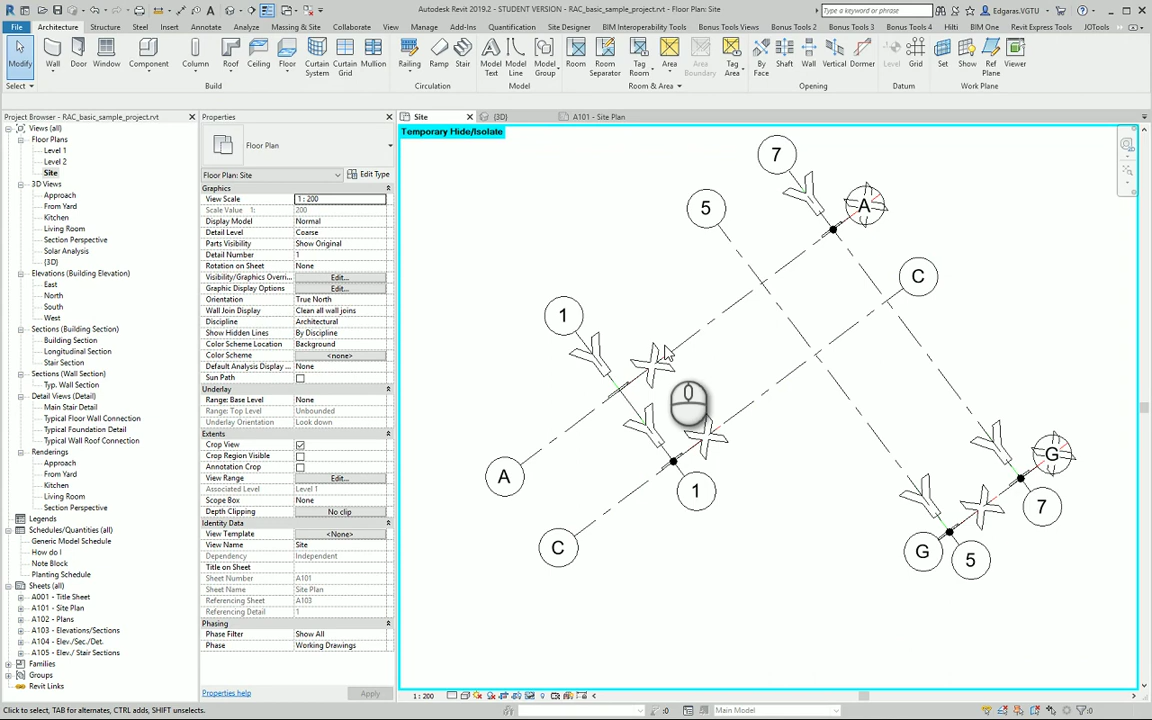 Autodesk Revit 2019.2 - STUDENT VERSION - RAC_basic_sample_project.rvt - Floor Plan: Site
Type a keyword or phrase
Edgaras.VGTU
File Architecture Structure Steel Systems Insert Annotate Analyze Massing & Site Collaborate View Manage Add-Ins Quantification Site Designer BIM Interoperability Tools Bonus Tools Bonus Tools 3 Bonus Tools 4 BIM One Revit Express Tools JOTools
Modify Wall Door Window Component Column Roof Ceiling Floor Curtain System Curtain Grid Mullion Railing Ramp Stair Model Text Model Line Model Group Room Room Separator Tag Room Area Area Boundary Tag Area By Face Shaft Wall Vertical Dormer Level Grid Set Show Ref Plane Viewer
Select Build Circulation Model Room & Area Opening Datum Work Plane
Project Browser - RAC_basic_sample_project.rvt
Views (all)
Floor Plans
Level 1
Level 2
Site
3D Views
Approach
From Yard
Kitchen
Living Room
Section Perspective
Solar Analysis
{3D}
Elevations (Building Elevation)
East
North
South
West
Sections (Building Section)
Building Section
Longitudinal Section
Stair Section
Sections (Wall Section)
Typ. Wall Section
Detail Views (Detail)
Main Stair Detail
Typical Floor Wall Connection
Typical Foundation Detail
Typical Wall Roof Connection
Renderings
Approach
From Yard
Kitchen
Living Room
Section Perspective
Legends
Schedules/Quantities (all)
Generic Model Schedule
How do I
Note Block
Planting Schedule
Sheets (all)
A001 - Title Sheet
A101 - Site Plan
A102 - Plans
A103 - Elevations/Sections
A104 - Elev./Sec./Det.
A105 - Elev./ Stair Sections
Families
Groups
Revit Links
Properties
Floor Plan
Floor Plan: Site Edit Type
Graphics
View Scale 1 : 200
Scale Value 1: 200
Display Model Normal
Detail Level Coarse
Parts Visibility Show Original
Detail Number 1
Rotation on Sheet None
Visibility/Graphics Overri... Edit...
Graphic Display Options Edit...
Orientation True North
Wall Join Display Clean all wall joins
Discipline Architectural
Show Hidden Lines By Discipline
Color Scheme Location Background
Color Scheme <none>
Default Analysis Display ... None
Sun Path
Underlay
Range: Base Level None
Range: Top Level Unbounded
Underlay Orientation Look down
Extents
Crop View
Crop Region Visible
Annotation Crop
View Range Edit...
Associated Level Level 1
Scope Box None
Depth Clipping No clip
Identity Data
View Template <None>
View Name Site
Dependency Independent
Title on Sheet
Sheet Number A101
Sheet Name Site Plan
Referencing Sheet A103
Referencing Detail 1
Phasing
Phase Filter Show All
Phase Working Drawings
Properties help Apply
Site {3D} A101 - Site Plan
Temporary Hide/Isolate
7
Y
5
A
X
C
1
Y
X
Y
X
A
1
C
Y
G
X
Y
X
7
G
5
1 : 200
Click to select, TAB for alternates, CTRL adds, SHIFT unselects.
:0
Main Model
:0